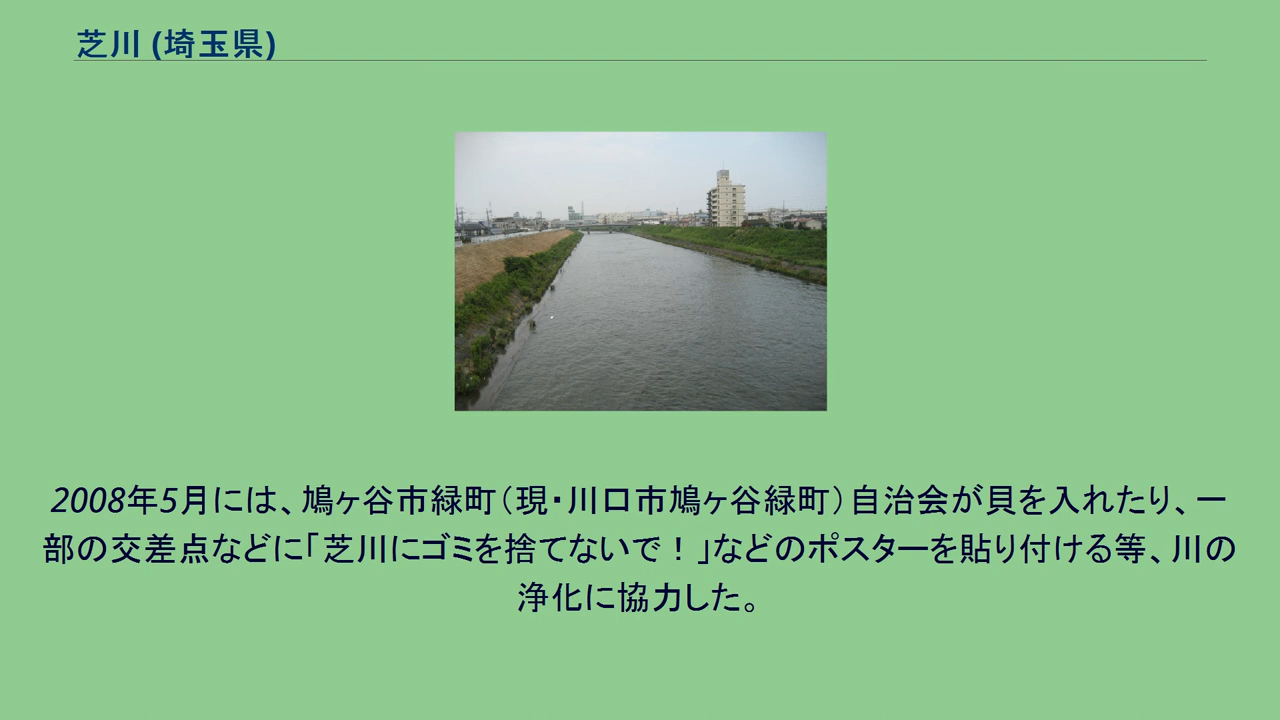 芝川 (埼玉県)
2008年5月には、鳩ヶ谷市緑町（現・川口市鳩ヶ谷緑町）自治会が貝を入れたり、一
部の交差点などに「芝川にゴミを捨てないで！」などのポスターを貼り付ける等、川の
浄化に協力した。